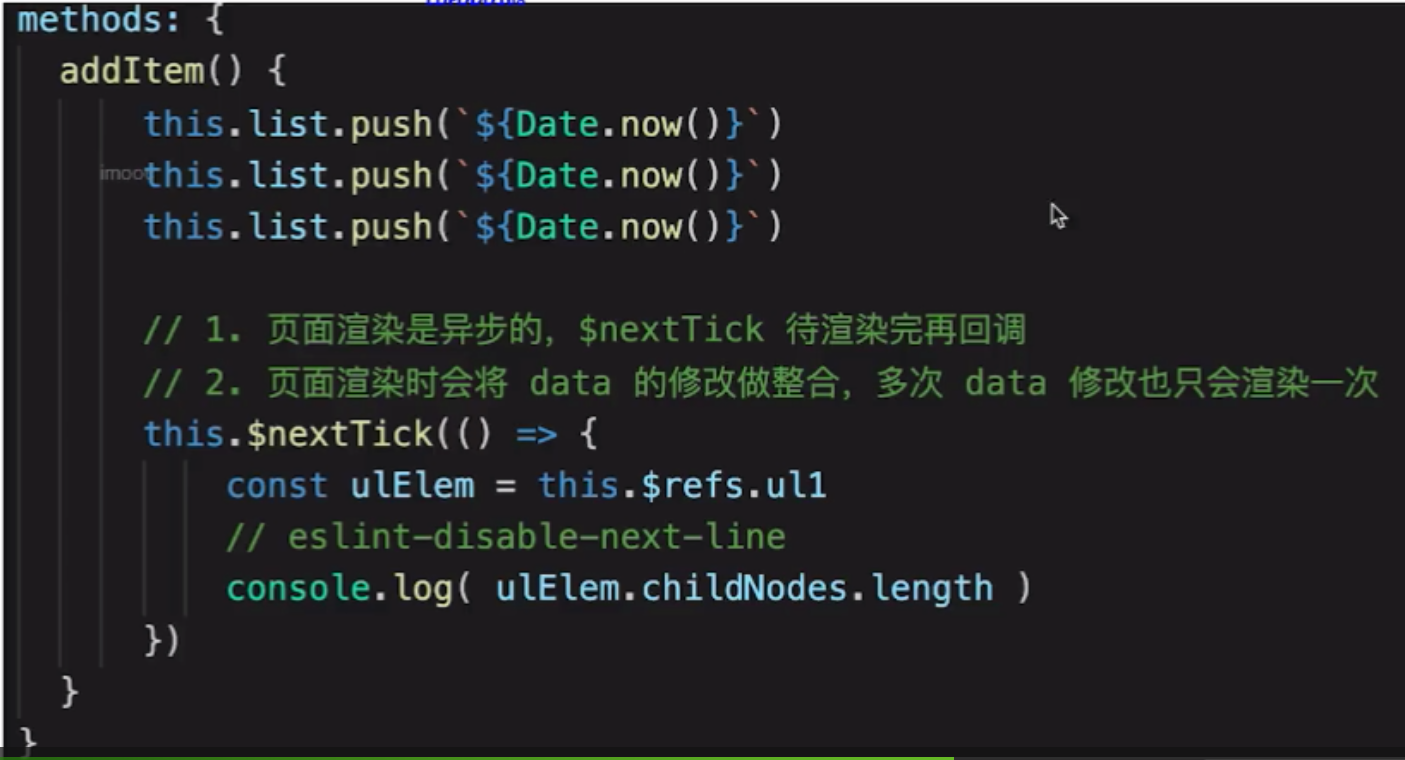 methods: {
addItem() {
this.list.push(`${Date.now()}`)
imooc
this.list.push(`${Date.now()}`)
this.list.push(`${Date.now()}`)
// 1. 页面渲染是异步的，$nextTick 待渲染完再回调
// 2. 页面渲染时会将 data 的修改做整合，多次 data 修改也只会渲染一次
this.$nextTick(() => {
const ulElem = this.$refs.ul1
// eslint-disable-next-line
console.log( ulElem.childNodes.length )
})
}
}